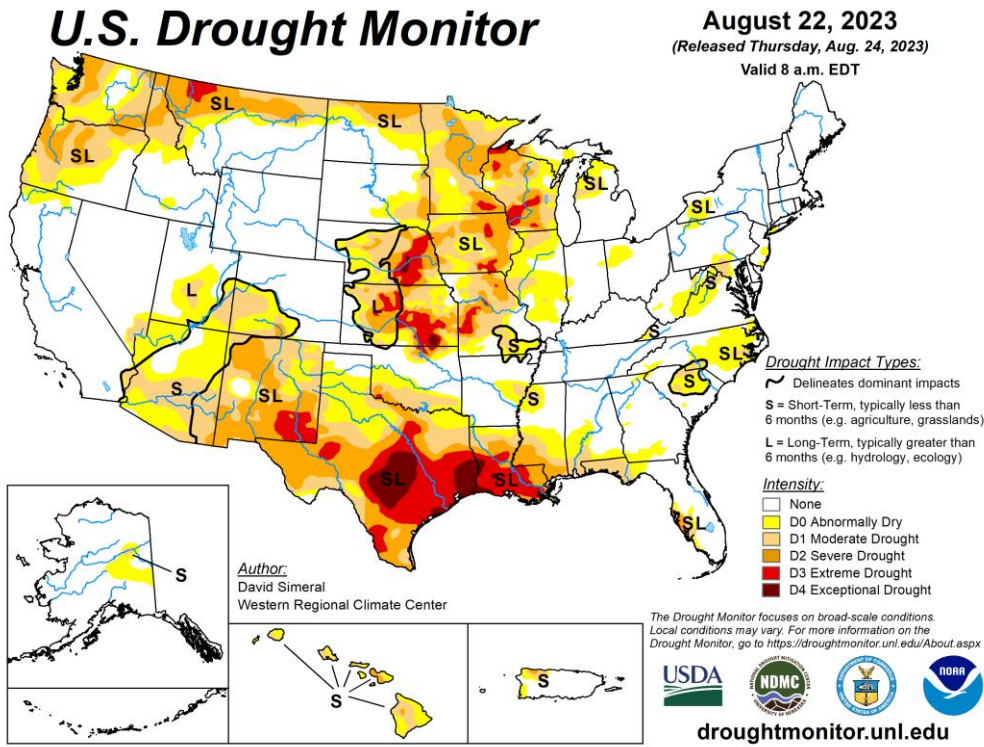 U.S. Drought Monitor
August 22, 2023
(Released Thursday, Aug. 24, 2023)
Valid 8 a.m. EDT
SL
SL
SL
SL
SL
SL
L
L
S
S
S
SL
S
SL
S
S
SL
SL
SL
SL
S
Drought Impact Types:
Delineates dominant impacts
S = Short-Term, typically less than
6 months (e.g. agriculture, grasslands)
L = Long-Term, typically greater than
6 months (e.g. hydrology, ecology)
Intensity:
None
D0 Abnormally Dry
D1 Moderate Drought
D2 Severe Drought
D3 Extreme Drought
D4 Exceptional Drought
Author:
David Simeral
Western Regional Climate Center
S
S
The Drought Monitor focuses on broad-scale conditions.
Local conditions may vary. For more information on the
Drought Monitor, go to https://droughtmonitor.unl.edu/About.aspx
USDA
NDMC
NOAA
droughtmonitor.unl.edu